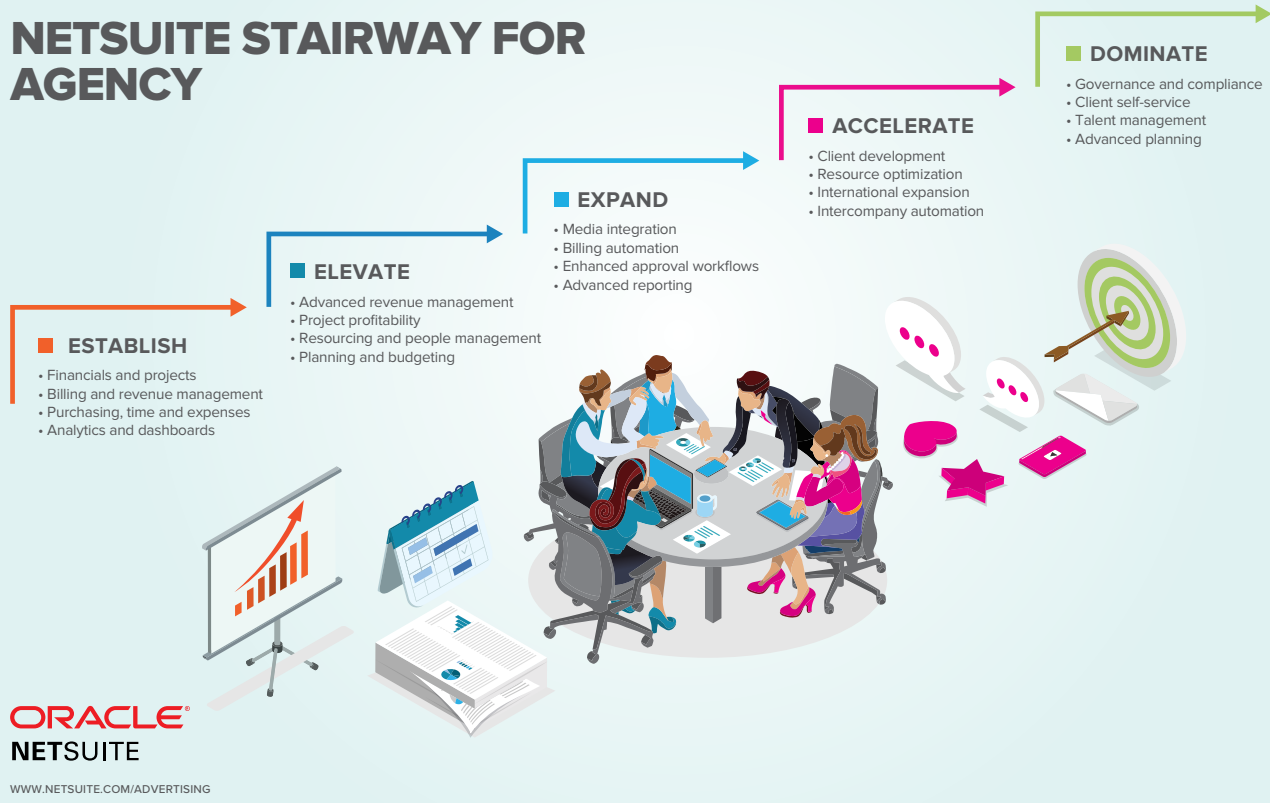 NETSUITE STAIRWAY FOR
AGENCY
ESTABLISH
• Financials and projects
• Billing and revenue management
• Purchasing, time and expenses
• Analytics and dashboards
ELEVATE
• Advanced revenue management
• Project profitability
• Resourcing and people management
• Planning and budgeting
EXPAND
• Media integration
• Billing automation
• Enhanced approval workflows
• Advanced reporting
ACCELERATE
• Client development
• Resource optimization
• International expansion
• Intercompany automation
DOMINATE
• Governance and compliance
• Client self-service
• Talent management
• Advanced planning
ORACLE®
NETSUITE
WWW.NETSUITE.COM/ADVERTISING